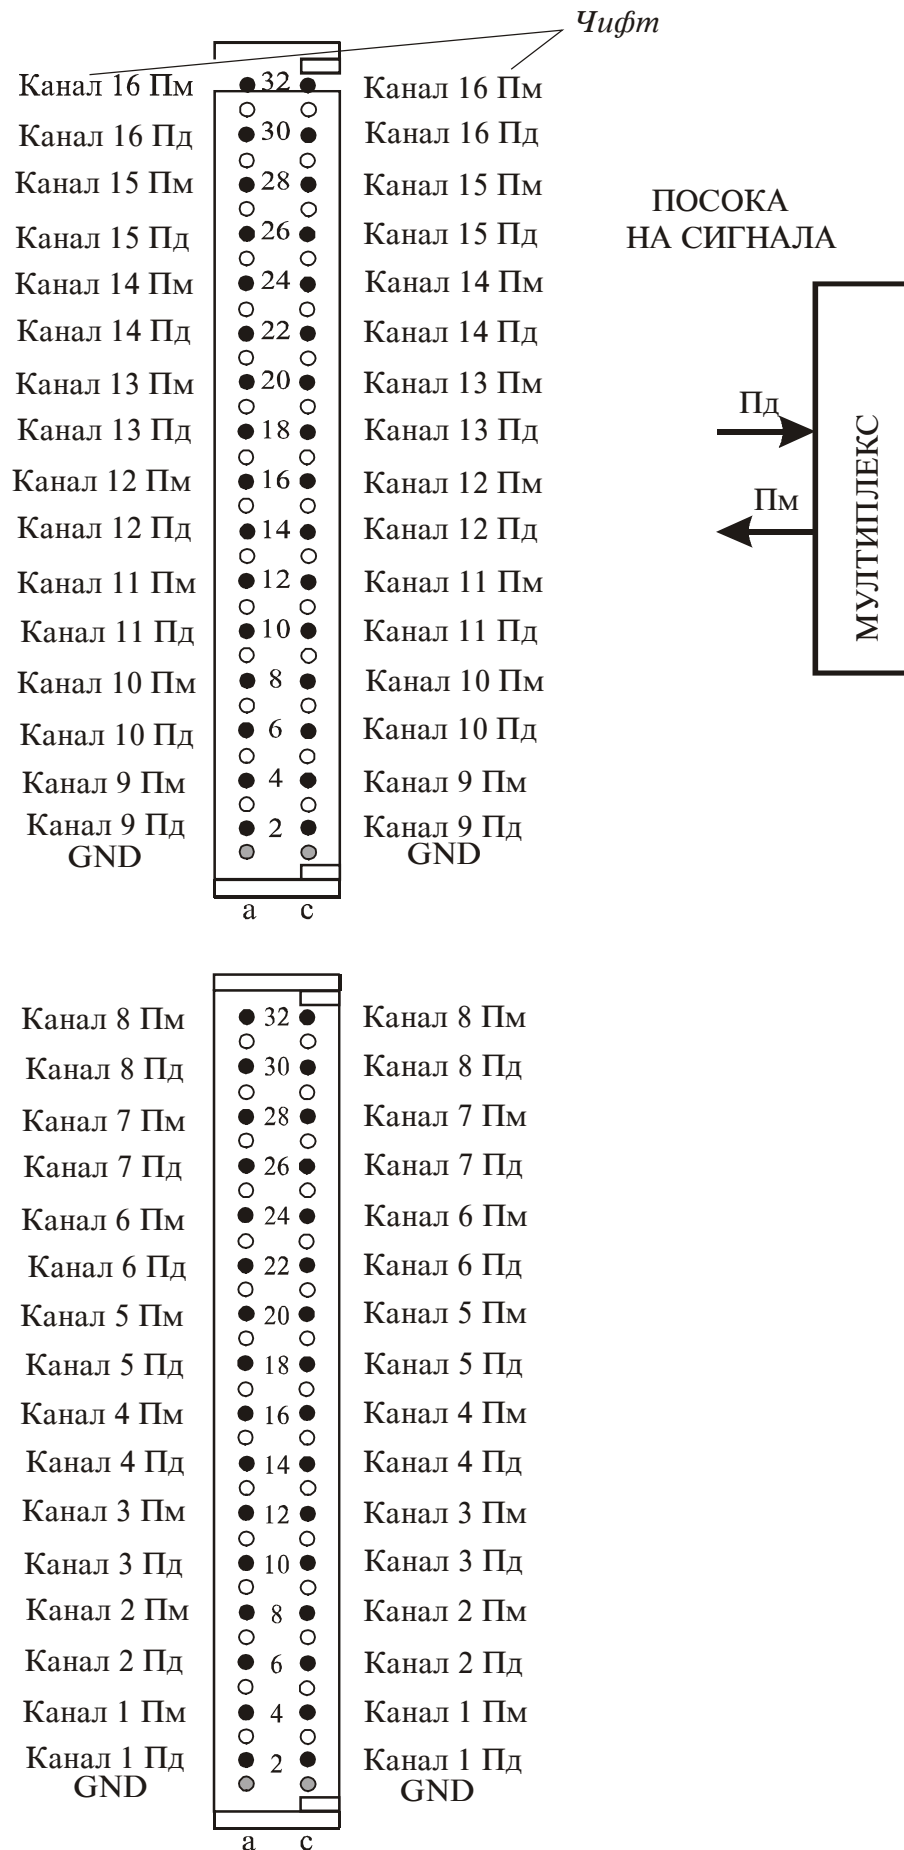 Чифт
Канал 16 Пм 32 Канал 16 Пм
Канал 16 Пд 30 Канал 16 Пд
Канал 15 Пм 28 Канал 15 Пм
Канал 15 Пд 26 Канал 15 Пд
Канал 14 Пм 24 Канал 14 Пм
Канал 14 Пд 22 Канал 14 Пд
Канал 13 Пм 20 Канал 13 Пм
Канал 13 Пд 18 Канал 13 Пд
Канал 12 Пм 16 Канал 12 Пм
Канал 12 Пд 14 Канал 12 Пд
Канал 11 Пм 12 Канал 11 Пм
Канал 11 Пд 10 Канал 11 Пд
Канал 10 Пм 8 Канал 10 Пм
Канал 10 Пд 6 Канал 10 Пд
Канал 9 Пм 4 Канал 9 Пм
Канал 9 Пд 2 Канал 9 Пд
GND GND
a c
ПОСОКА
НА СИГНАЛА
Пд
Пм
МУЛТИПЛЕКС
Канал 8 Пм 32 Канал 8 Пм
Канал 8 Пд 30 Канал 8 Пд
Канал 7 Пм 28 Канал 7 Пм
Канал 7 Пд 26 Канал 7 Пд
Канал 6 Пм 24 Канал 6 Пм
Канал 6 Пд 22 Канал 6 Пд
Канал 5 Пм 20 Канал 5 Пм
Канал 5 Пд 18 Канал 5 Пд
Канал 4 Пм 16 Канал 4 Пм
Канал 4 Пд 14 Канал 4 Пд
Канал 3 Пм 12 Канал 3 Пм
Канал 3 Пд 10 Канал 3 Пд
Канал 2 Пм 8 Канал 2 Пм
Канал 2 Пд 6 Канал 2 Пд
Канал 1 Пм 4 Канал 1 Пм
Канал 1 Пд 2 Канал 1 Пд
GND GND
a c